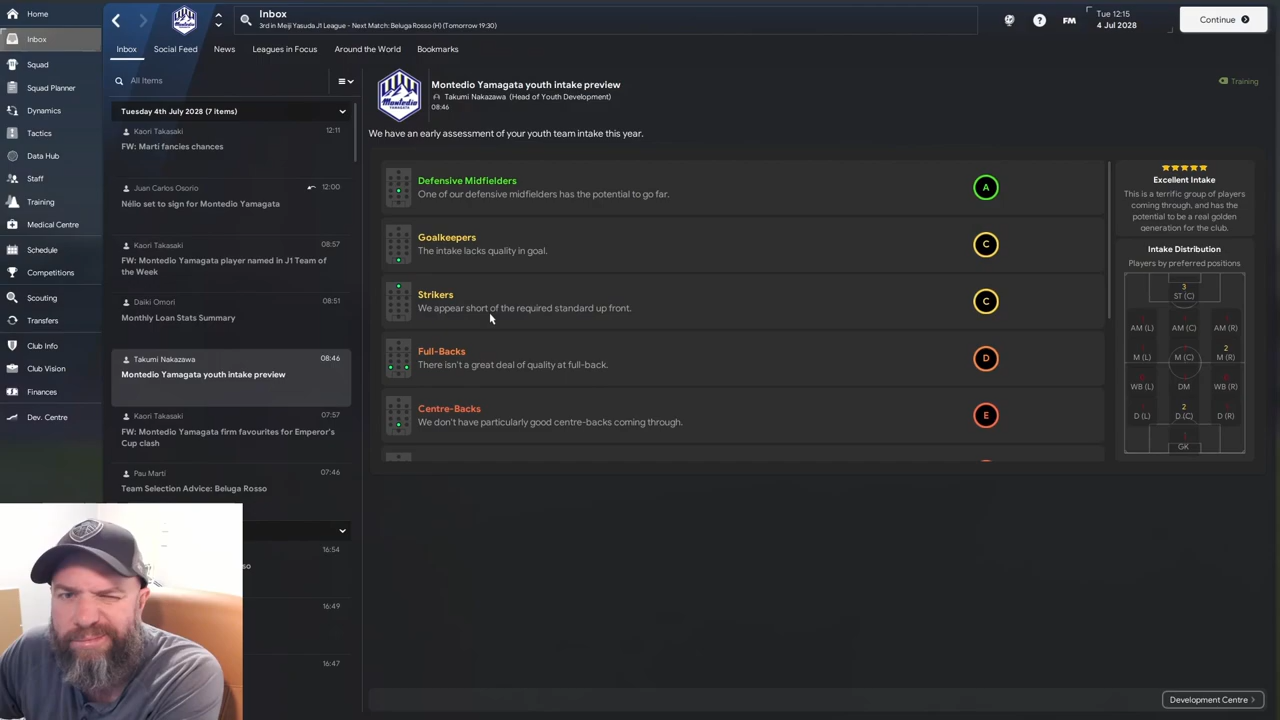 Home
Inbox
Squad
Squad Planner
Dynamics
Tactics
Data Hub
Staff
Training
Medical Centre
Schedule
Competitions
Scouting
Transfers
Club Info
Club Vision
Finances
Dev. Centre
Inbox
3rd in Meiji Yasuda J1 League - Next Match: Beluga Rosso (H) (Tomorrow 19:30)
FM
Tue 12:15
4 Jul 2028
Continue
Inbox
Social Feed
News
Leagues in Focus
Around the World
Bookmarks
All Items
Tuesday 4th July 2028 (7 items)
Kaori Takasaki
12:11
FW: Martí fancies chances
Juan Carlos Osorio
12:00
Nélio set to sign for Montedio Yamagata
Kaori Takasaki
08:57
FW: Montedio Yamagata player named in J1 Team of
the Week
Daiki Omori
08:51
Monthly Loan Stats Summary
Takumi Nakazawa
08:46
Montedio Yamagata youth intake preview
Kaori Takasaki
07:57
FW: Montedio Yamagata firm favourites for Emperor's
Cup clash
Pau Martí
07:46
Team Selection Advice: Beluga Rosso
16:54
16:49
16:47
Montedio Yamagata youth intake preview
Takumi Nakazawa (Head of Youth Development)
08:46
Training
We have an early assessment of your youth team intake this year.
Defensive Midfielders
One of our defensive midfielders has the potential to go far.
A
Goalkeepers
The intake lacks quality in goal.
C
Strikers
We appear short of the required standard up front.
C
Full-Backs
There isn't a great deal of quality at full-back.
D
Centre-Backs
We don't have particularly good centre-backs coming through.
E
Excellent Intake
This is a terrific group of players
coming through, and has the
potential to be a real golden
generation for the club.
Intake Distribution
Players by preferred positions
3
ST (C)
AM (L)
AM (C)
AM (R)
2
M (L)
M (C)
M (R)
WB (L)
DM
WB (R)
2
D (L)
D (C)
D (R)
GK
Development Centre